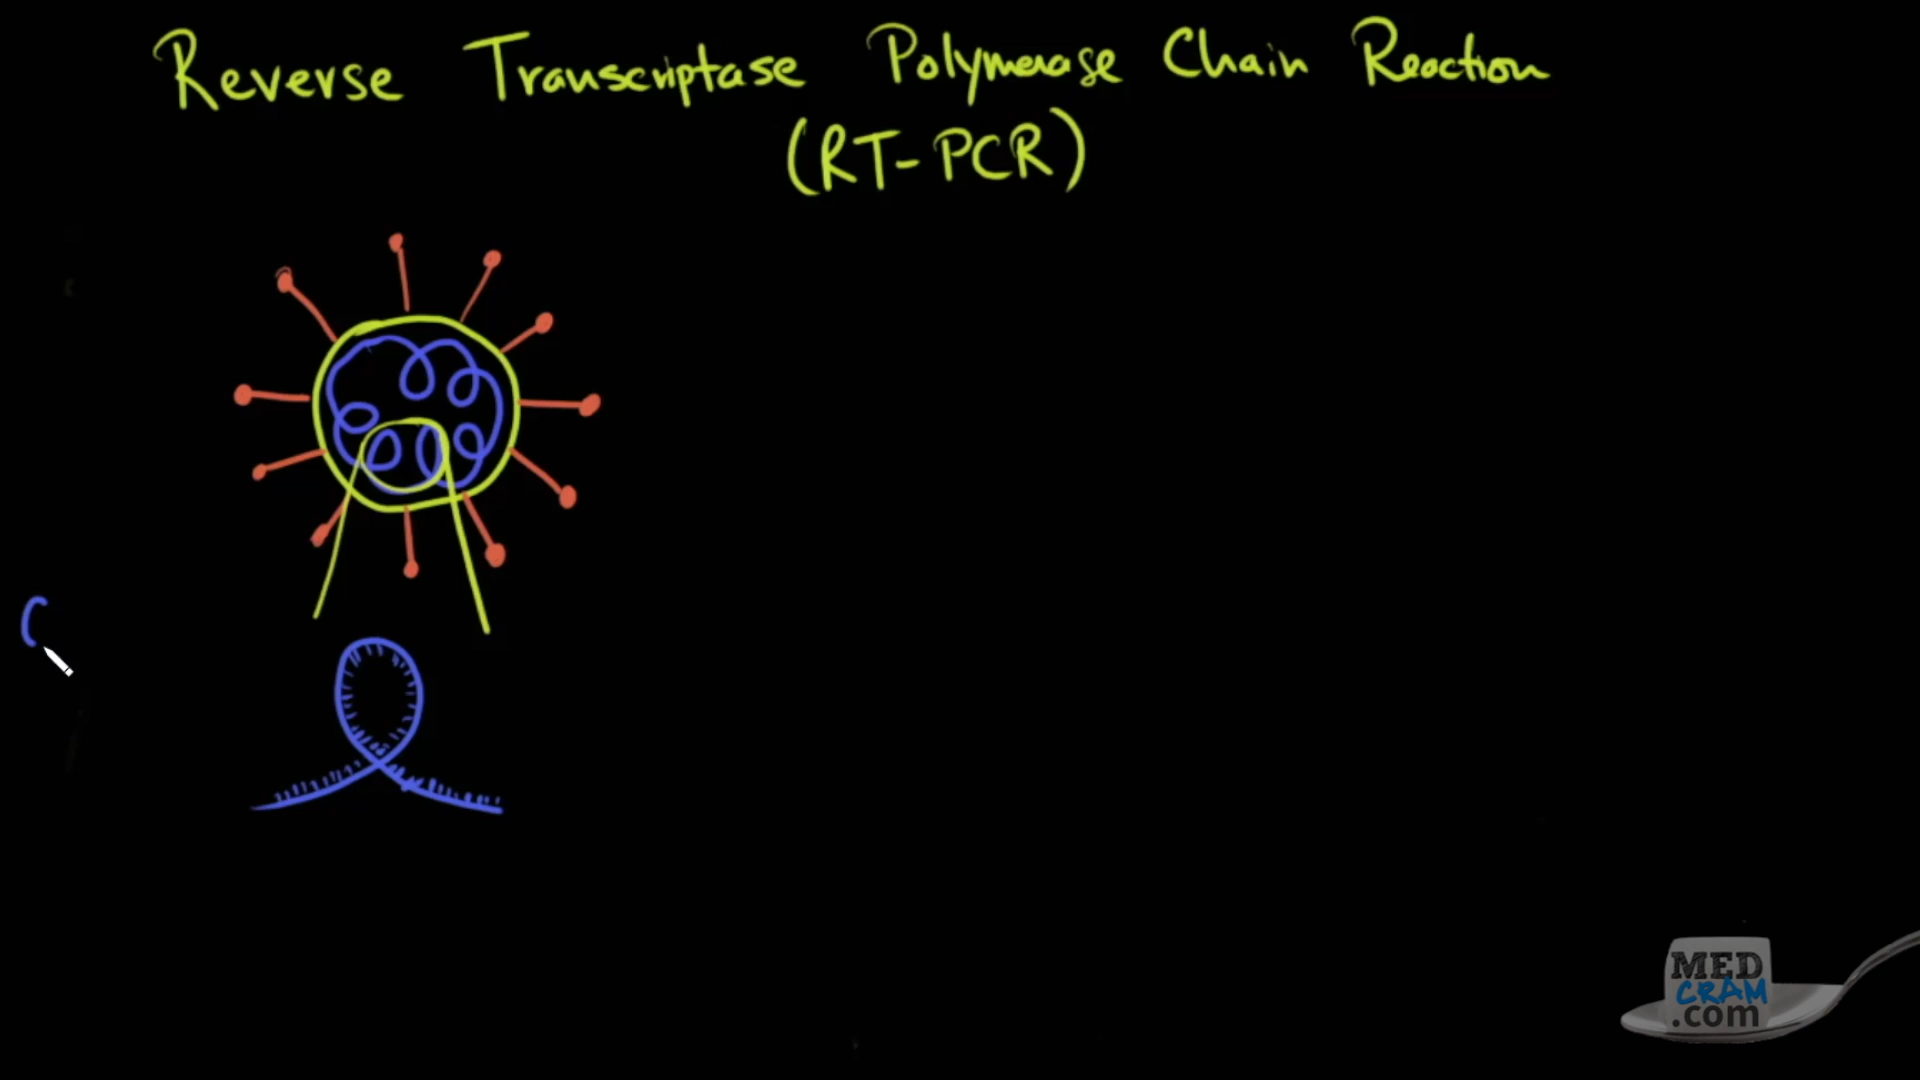 Reverse Transcriptase Polymerase Chain Reaction
(RT-PCR)
C
MED
CRAM
.com